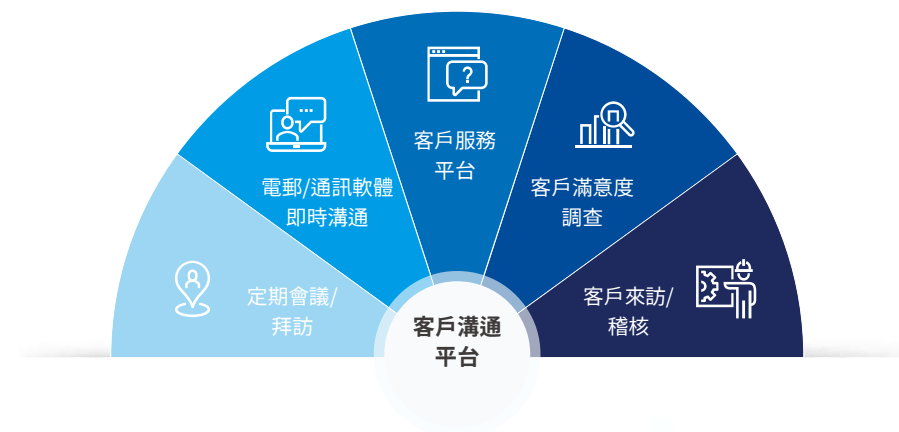 定期會議/
拜訪
電郵/通訊軟體
即時溝通
?
客戶服務
平台
客戶滿意度
調查
客戶來訪/
稽核
客戶溝通
平台